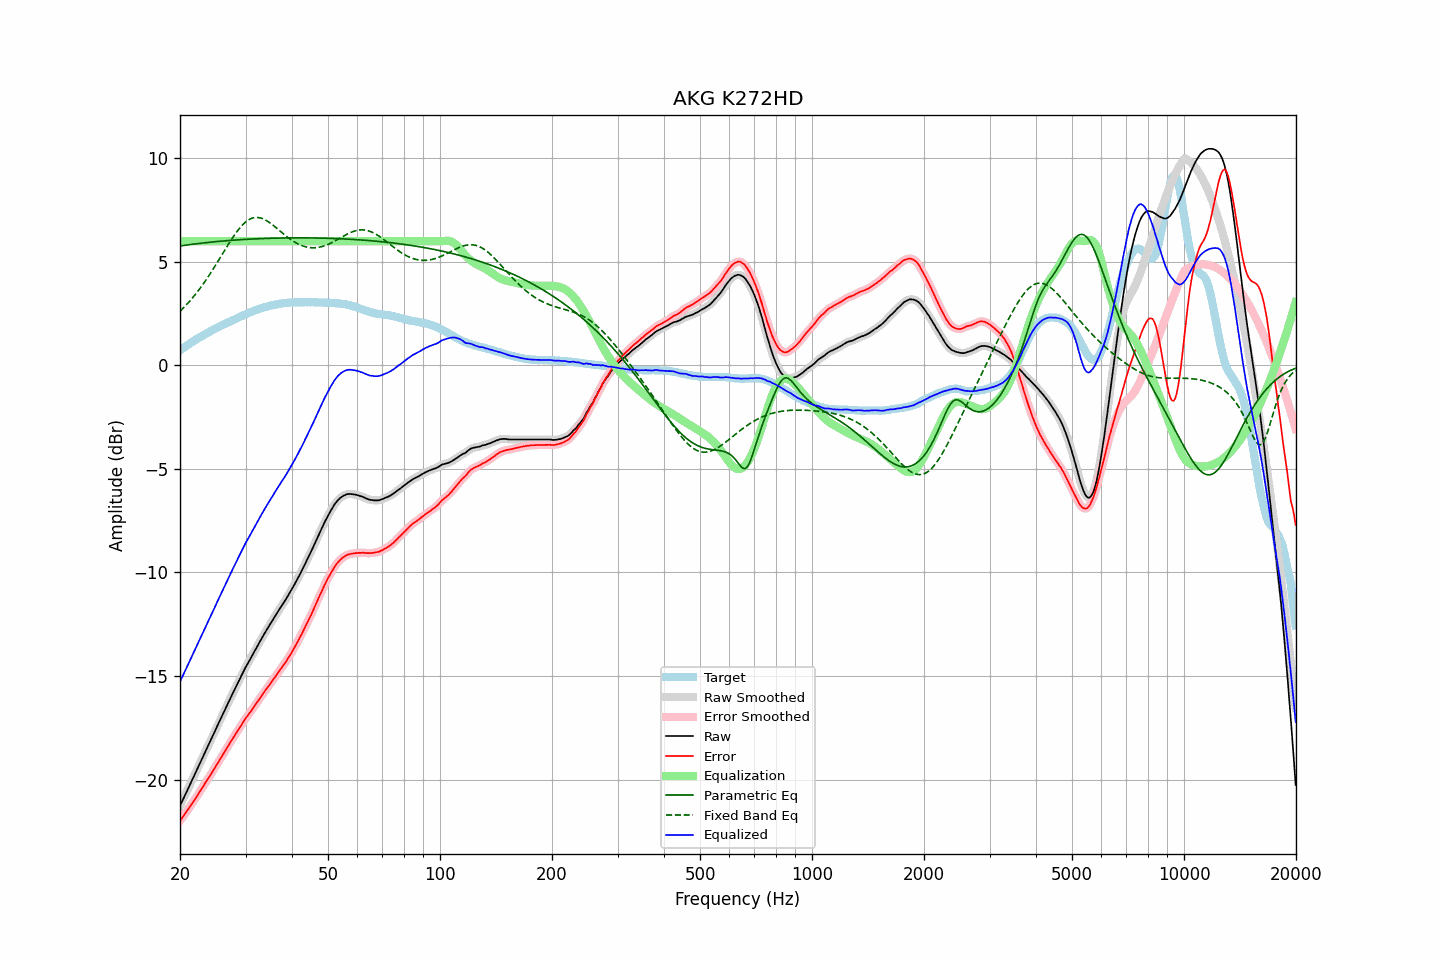 AKG K272HD
Amplitude (dBr)
10
5
0
−5
−10
−15
−20
Target
Raw Smoothed
Error Smoothed
Raw
Error
Equalization
Parametric Eq
Fixed Band Eq
Equalized
20 50 100 200 500 1000 2000 5000 10000 20000
Frequency (Hz)